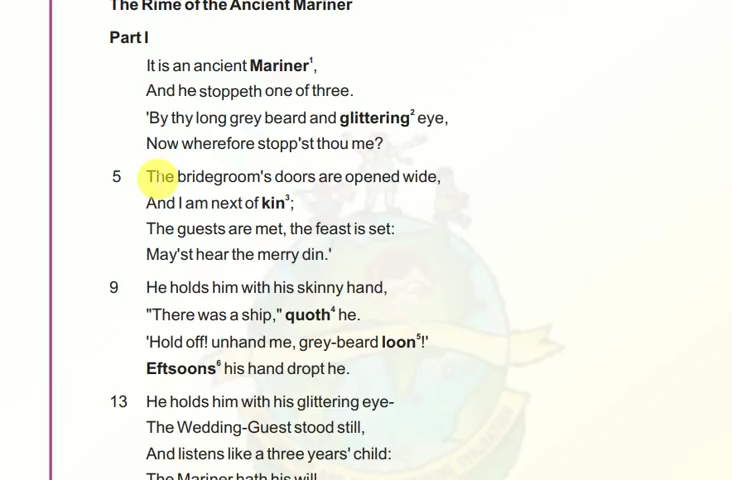 The Rime of the Ancient Mariner
Part I
It is an ancient Mariner¹,
And he stoppeth one of three.
'By thy long grey beard and glittering² eye,
Now wherefore stopp'st thou me?
5 The bridegroom's doors are opened wide,
And I am next of kin³;
The guests are met, the feast is set:
May'st hear the merry din.'
9 He holds him with his skinny hand,
"There was a ship," quoth⁴ he.
'Hold off! unhand me, grey-beard loon⁵!'
Eftsoons⁶ his hand dropt he.
13 He holds him with his glittering eye-
The Wedding-Guest stood still,
And listens like a three years' child:
The Mariner hath his will